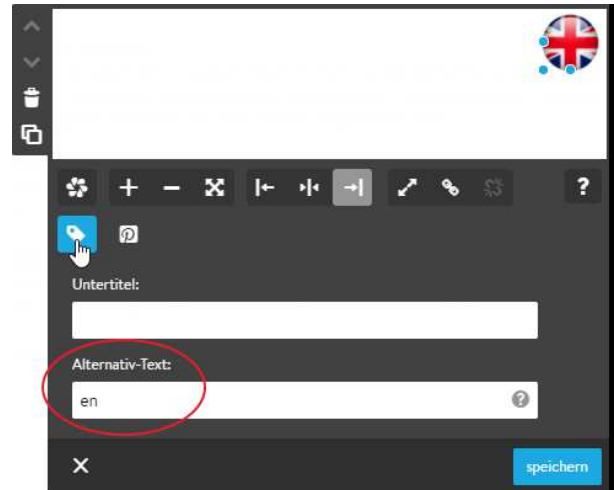 ?
Untertitel:
Alternativ-Text:
en
?
speichern